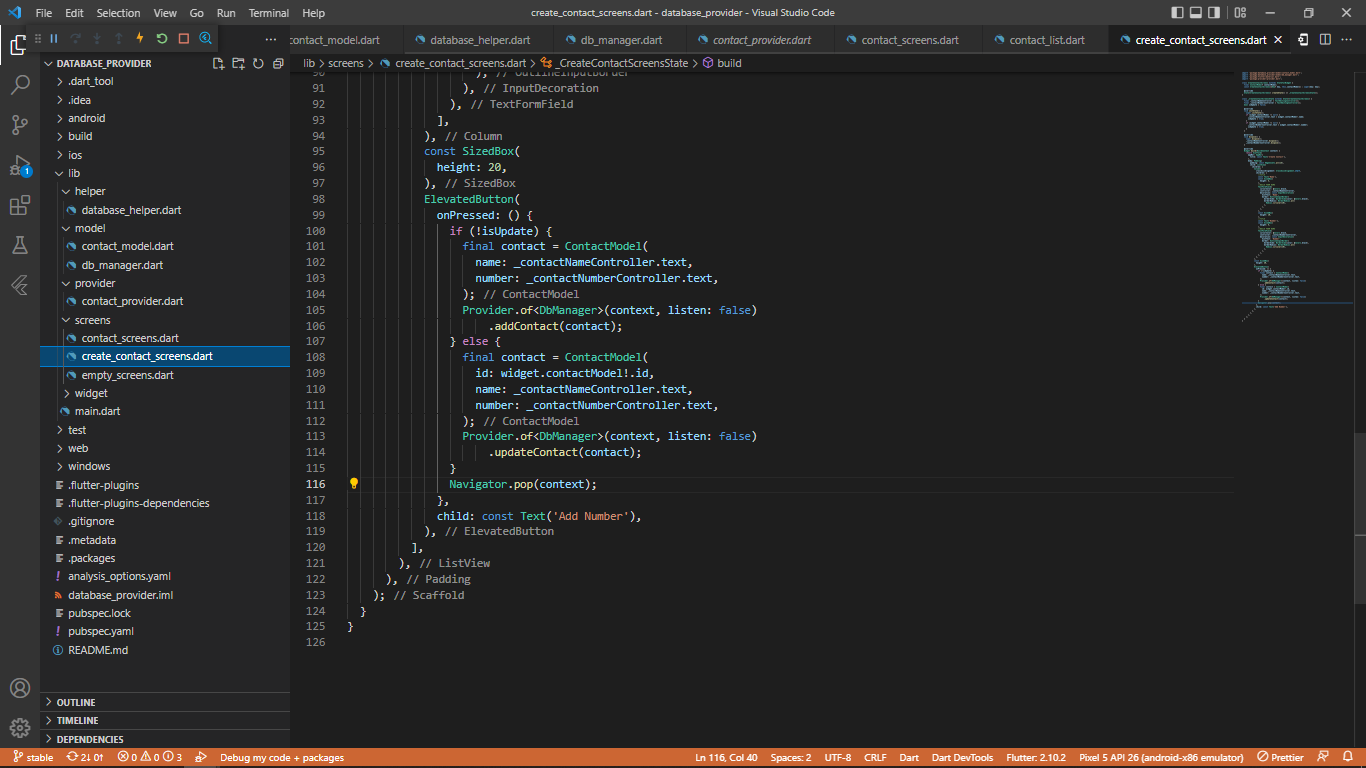 File Edit Selection View Go Run Terminal Help
create_contact_screens.dart - database_provider - Visual Studio Code
contact_model.dart database_helper.dart db_manager.dart contact_provider.dart contact_screens.dart contact_list.dart create_contact_screens.dart
lib > screens > create_contact_screens.dart > _CreateContactScreensState > build
DATABASE_PROVIDER
.dart_tool
.idea
android
build
ios
lib
helper
database_helper.dart
model
contact_model.dart
db_manager.dart
provider
contact_provider.dart
screens
contact_screens.dart
create_contact_screens.dart
empty_screens.dart
widget
main.dart
test
web
windows
.flutter-plugins
.flutter-plugins-dependencies
.gitignore
.metadata
.packages
analysis_options.yaml
database_provider.iml
pubspec.lock
pubspec.yaml
README.md
OUTLINE
TIMELINE
DEPENDENCIES
1
90 ), // OutlineInputBorder
91 ), // InputDecoration
92 ), // TextFormField
93 ],
94 ), // Column
95 const SizedBox(
96 height: 20,
97 ), // SizedBox
98 ElevatedButton(
99 onPressed: () {
100 if (!isUpdate) {
101 final contact = ContactModel(
102 name: _contactNameController.text,
103 number: _contactNumberController.text,
104 ); // ContactModel
105 Provider.of<DbManager>(context, listen: false)
106 .addContact(contact);
107 } else {
108 final contact = ContactModel(
109 id: widget.contactModel!.id,
110 name: _contactNameController.text,
111 number: _contactNumberController.text,
112 ); // ContactModel
113 Provider.of<DbManager>(context, listen: false)
114 .updateContact(contact);
115 }
116 Navigator.pop(context);
117 },
118 child: const Text('Add Number'),
119 ), // ElevatedButton
120 ],
121 ), // ListView
122 ), // Padding
123 ); // Scaffold
124 }
125 }
126
stable 2↓ 0↑ 0 0 3 Debug my code + packages Ln 116, Col 40 Spaces: 2 UTF-8 CRLF Dart Dart DevTools Flutter: 2.10.2 Pixel 5 API 26 (android-x86 emulator) Prettier